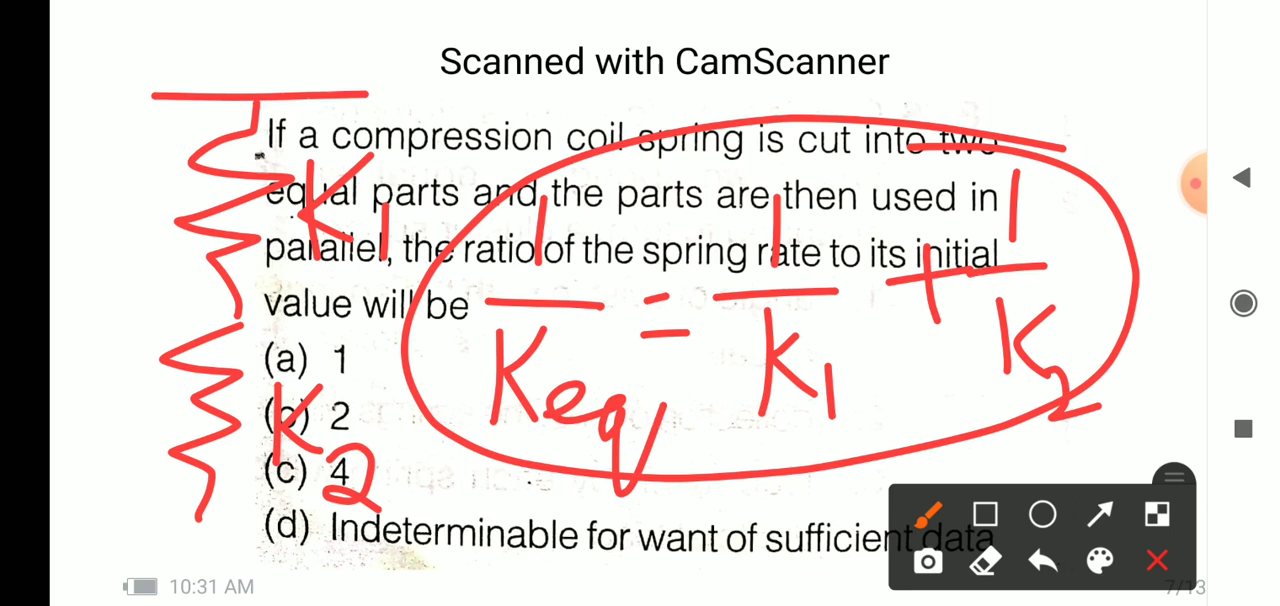 Scanned with CamScanner
If a compression coil spring is cut into two
equal parts and the parts are then used in
parallel, the ratio of the spring rate to its initial
value will be
(a) 1
(b) 2
(c) 4
(d) Indeterminable for want of sufficient data
K1
K2
1/Keq = 1/K1 + 1/K2
10:31 AM
7/13